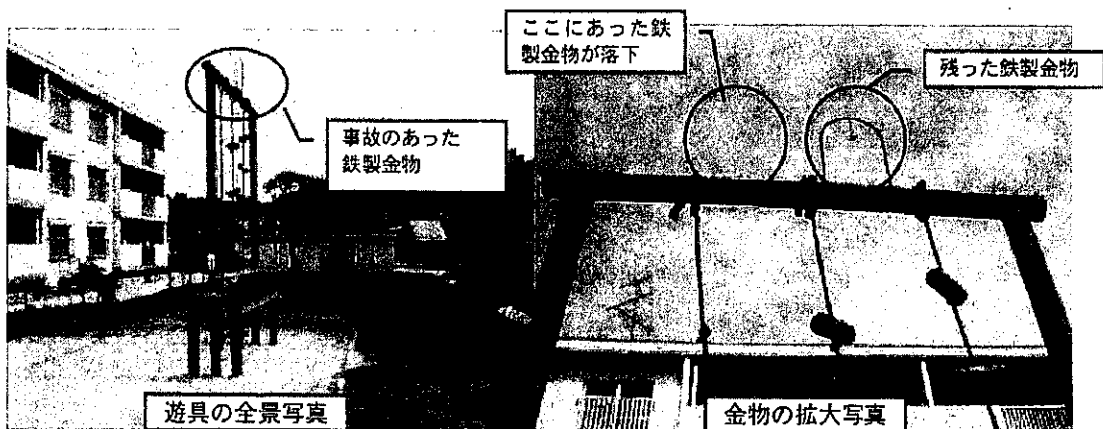 ここにあった鉄
製金物が落下
残った鉄製金物
事故のあった
鉄製金物
遊具の全景写真
金物の拡大写真